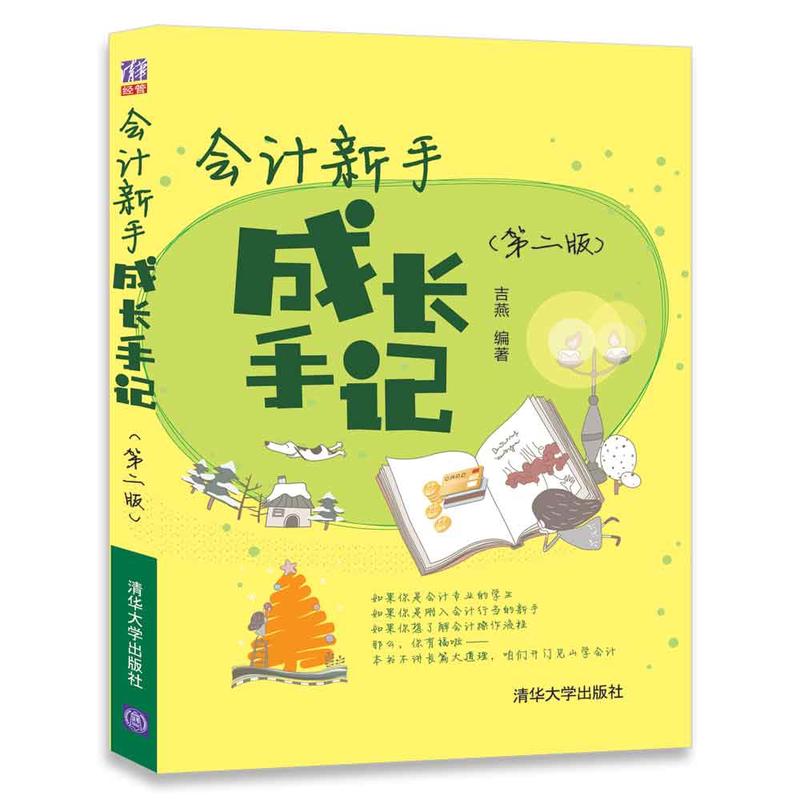 清华
经管
会计新手
成长手记
(第二版)
清华大学出版社
会计新手
成长
手记
(第二版)
吉燕 编著
如果你是会计专业的学生
如果你是刚入会计行当的新手
如果你想了解会计操作流程
那么，你有福啦——
本书不讲长篇大道理，咱们开门见山学会计
清华大学出版社